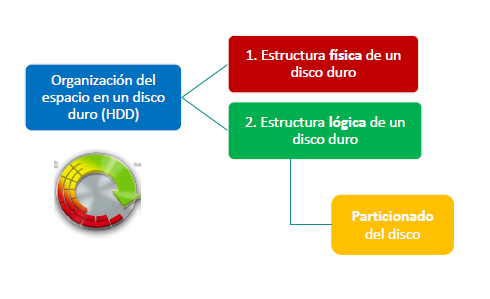 Organización del
espacio en un disco
duro (HDD)
1. Estructura física de un
disco duro
2. Estructura lógica de un
disco duro
Particionado
del disco